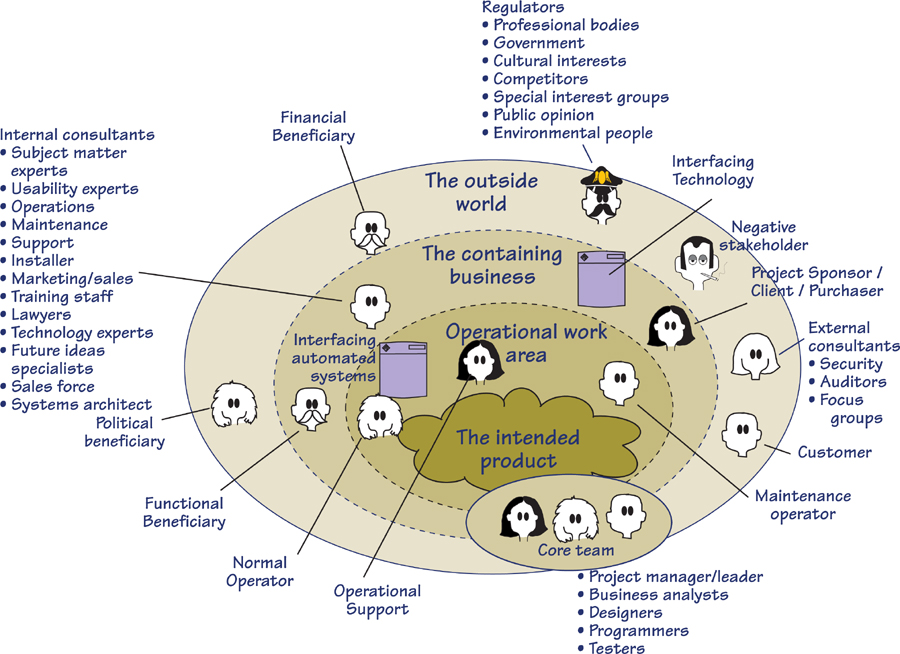 Regulators
• Professional bodies
• Government
• Cultural interests
• Competitors
• Special interest groups
• Public opinion
• Environmental people
Financial
Beneficiary
Internal consultants
• Subject matter
experts
• Usability experts
• Operations
• Maintenance
• Support
• Installer
• Marketing/sales
• Training staff
• Lawyers
• Technology experts
• Future ideas
specialists
• Sales force
• Systems architect
Interfacing
Technology
The outside
world
Negative
stakeholder
The containing
business
Project Sponsor /
Client / Purchaser
Operational work
area
Interfacing
automated
systems
External
consultants
• Security
• Auditors
• Focus
groups
Political
beneficiary
The intended
product
Customer
Functional
Beneficiary
Maintenance
operator
Normal
Operator
Operational
Support
Core team
• Project manager/leader
• Business analysts
• Designers
• Programmers
• Testers